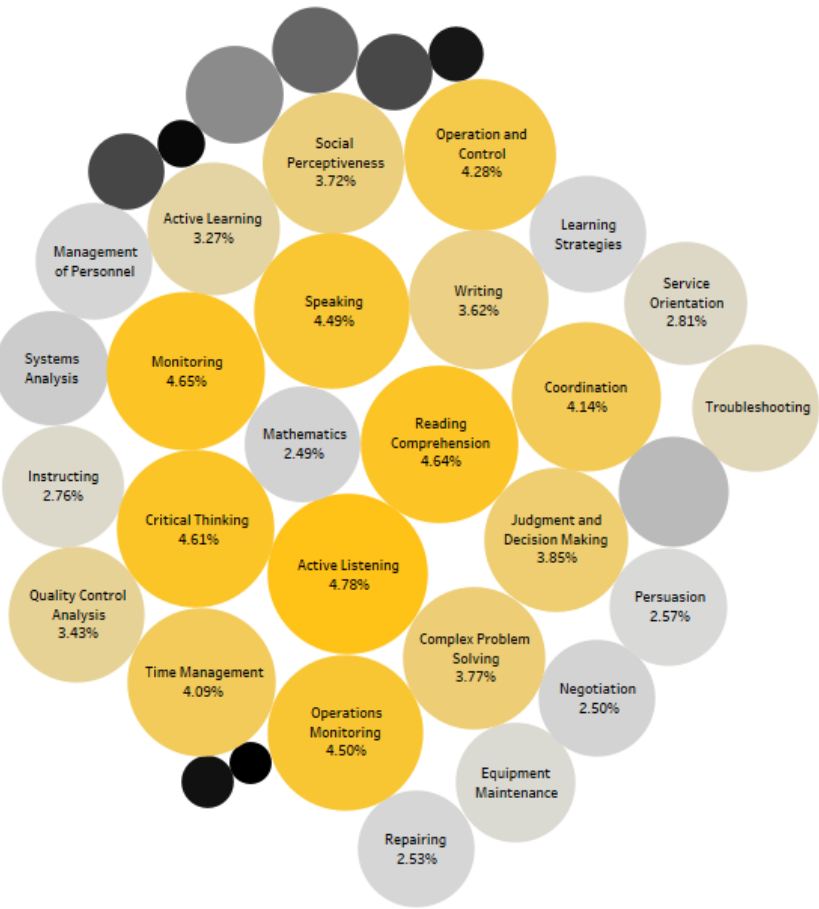 Social
Perceptiveness
3.72%
Operation and
Control
4.28%
Active Learning
3.27%
Learning
Strategies
Management
of Personnel
Speaking
4.49%
Writing
3.62%
Service
Orientation
2.81%
Systems
Analysis
Monitoring
4.65%
Coordination
4.14%
Troubleshooting
Mathematics
2.49%
Reading
Comprehension
4.64%
Instructing
2.76%
Critical Thinking
4.61%
Judgment and
Decision Making
3.85%
Active Listening
4.78%
Persuasion
2.57%
Quality Control
Analysis
3.43%
Complex Problem
Solving
3.77%
Time Management
4.09%
Negotiation
2.50%
Operations
Monitoring
4.50%
Equipment
Maintenance
Repairing
2.53%